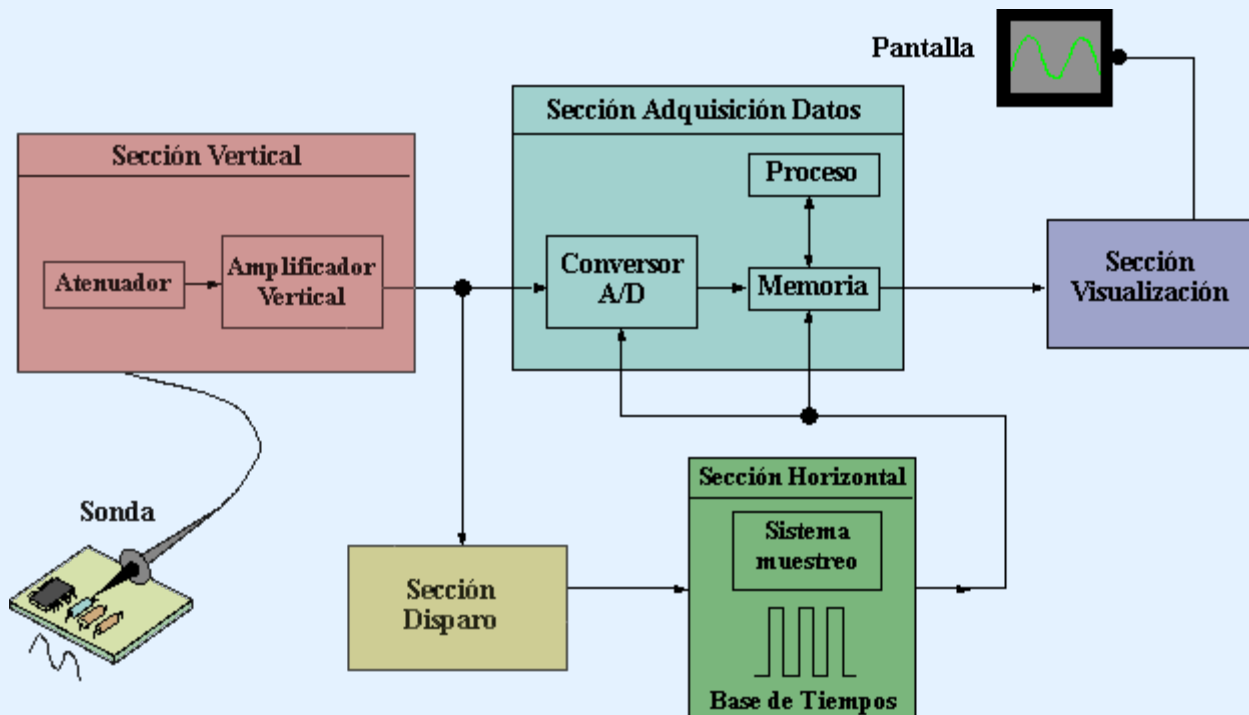 Pantalla
Sección Adquisición Datos
Sección Vertical
Proceso
Atenuador
Amplificador
Vertical
Conversor
A/D
Memoria
Sección
Visualización
Sección Horizontal
Sonda
Sistema
muestreo
Sección
Disparo
Base de Tiempos